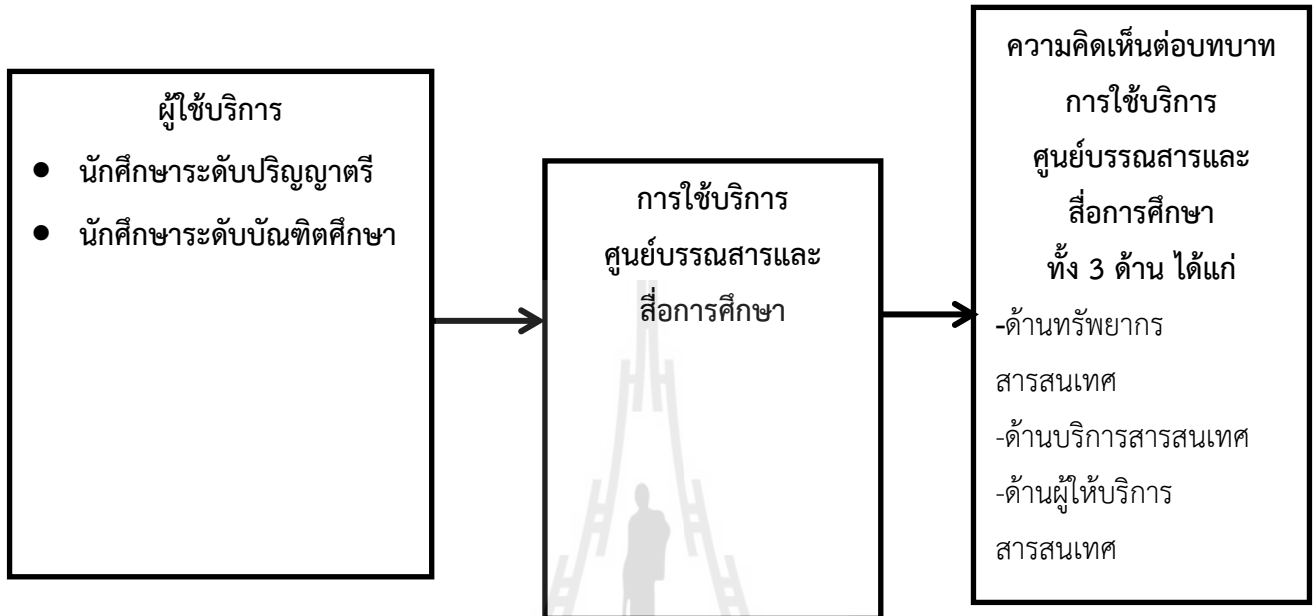 ผู้ใช้บริการ
● นักศึกษาระดับปริญญาตรี
● นักศึกษาระดับบัณฑิตศึกษา
การใช้บริการ
ศูนย์บรรณสารและ
สื่อการศึกษา
ความคิดเห็นต่อบทบาท
การใช้บริการ
ศูนย์บรรณสารและ
สื่อการศึกษา
ทั้ง 3 ด้าน ได้แก่
-ด้านทรัพยากร
สารสนเทศ
-ด้านบริการสารสนเทศ
-ด้านผู้ให้บริการ
สารสนเทศ